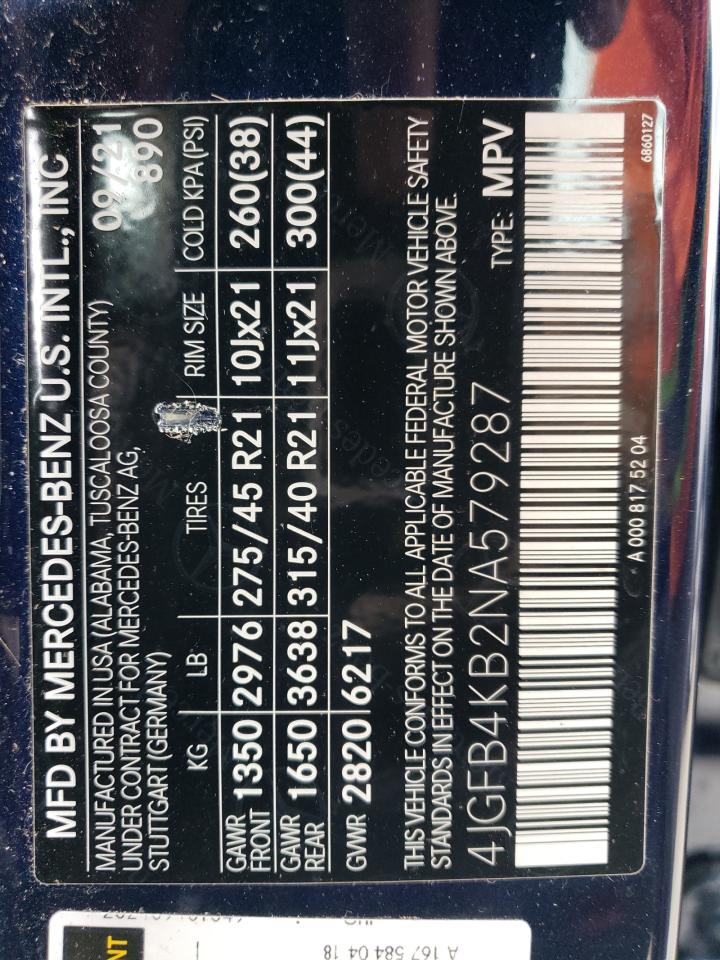 MFD BY MERCEDES-BENZ U.S. INTL., INC
MANUFACTURED IN USA (ALABAMA, TUSCALOOSA COUNTY) 09/21
UNDER CONTRACT FOR MERCEDES-BENZ AG, 890
STUTTGART (GERMANY)
KG LB TIRES RIM SIZE COLD KPA (PSI)
GAWR FRONT 1350 2976 275/45 R21 10Jx21 260(38)
GAWR REAR 1650 3638 315/40 R21 11Jx21 300(44)
GVWR 2820 6217
THIS VEHICLE CONFORMS TO ALL APPLICABLE FEDERAL MOTOR VEHICLE SAFETY
STANDARDS IN EFFECT ON THE DATE OF MANUFACTURE SHOWN ABOVE.
4JGFB4KB2NA579287 TYPE: MPV
A 000 817 52 04 6860127
NT
A 167 584 04 18